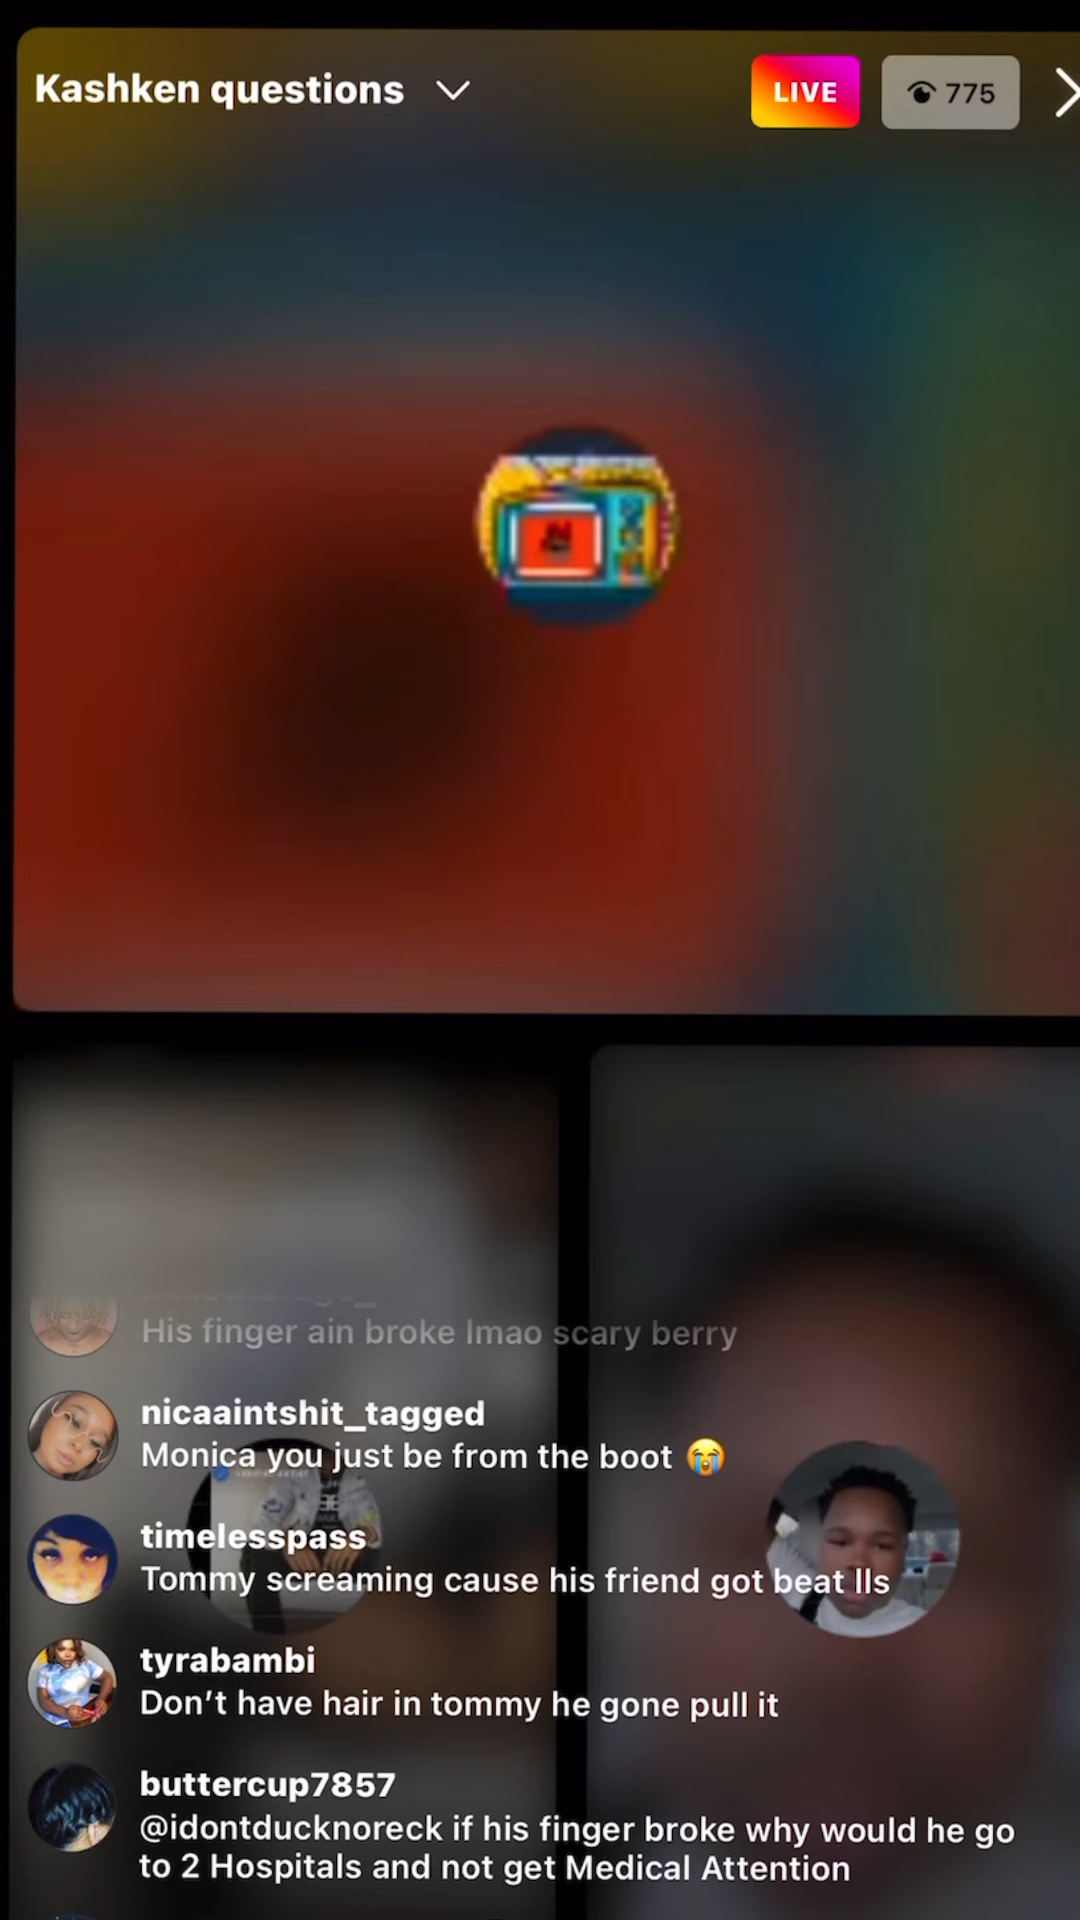 Kashken questions
LIVE
775
His finger ain broke lmao scary berry
nicaaintshit_tagged
Monica you just be from the boot 😭
timelesspass
Tommy screaming cause his friend got beat lls
tyrabambi
Don't have hair in tommy he gone pull it
buttercup7857
@idontducknoreck if his finger broke why would he go
to 2 Hospitals and not get Medical Attention